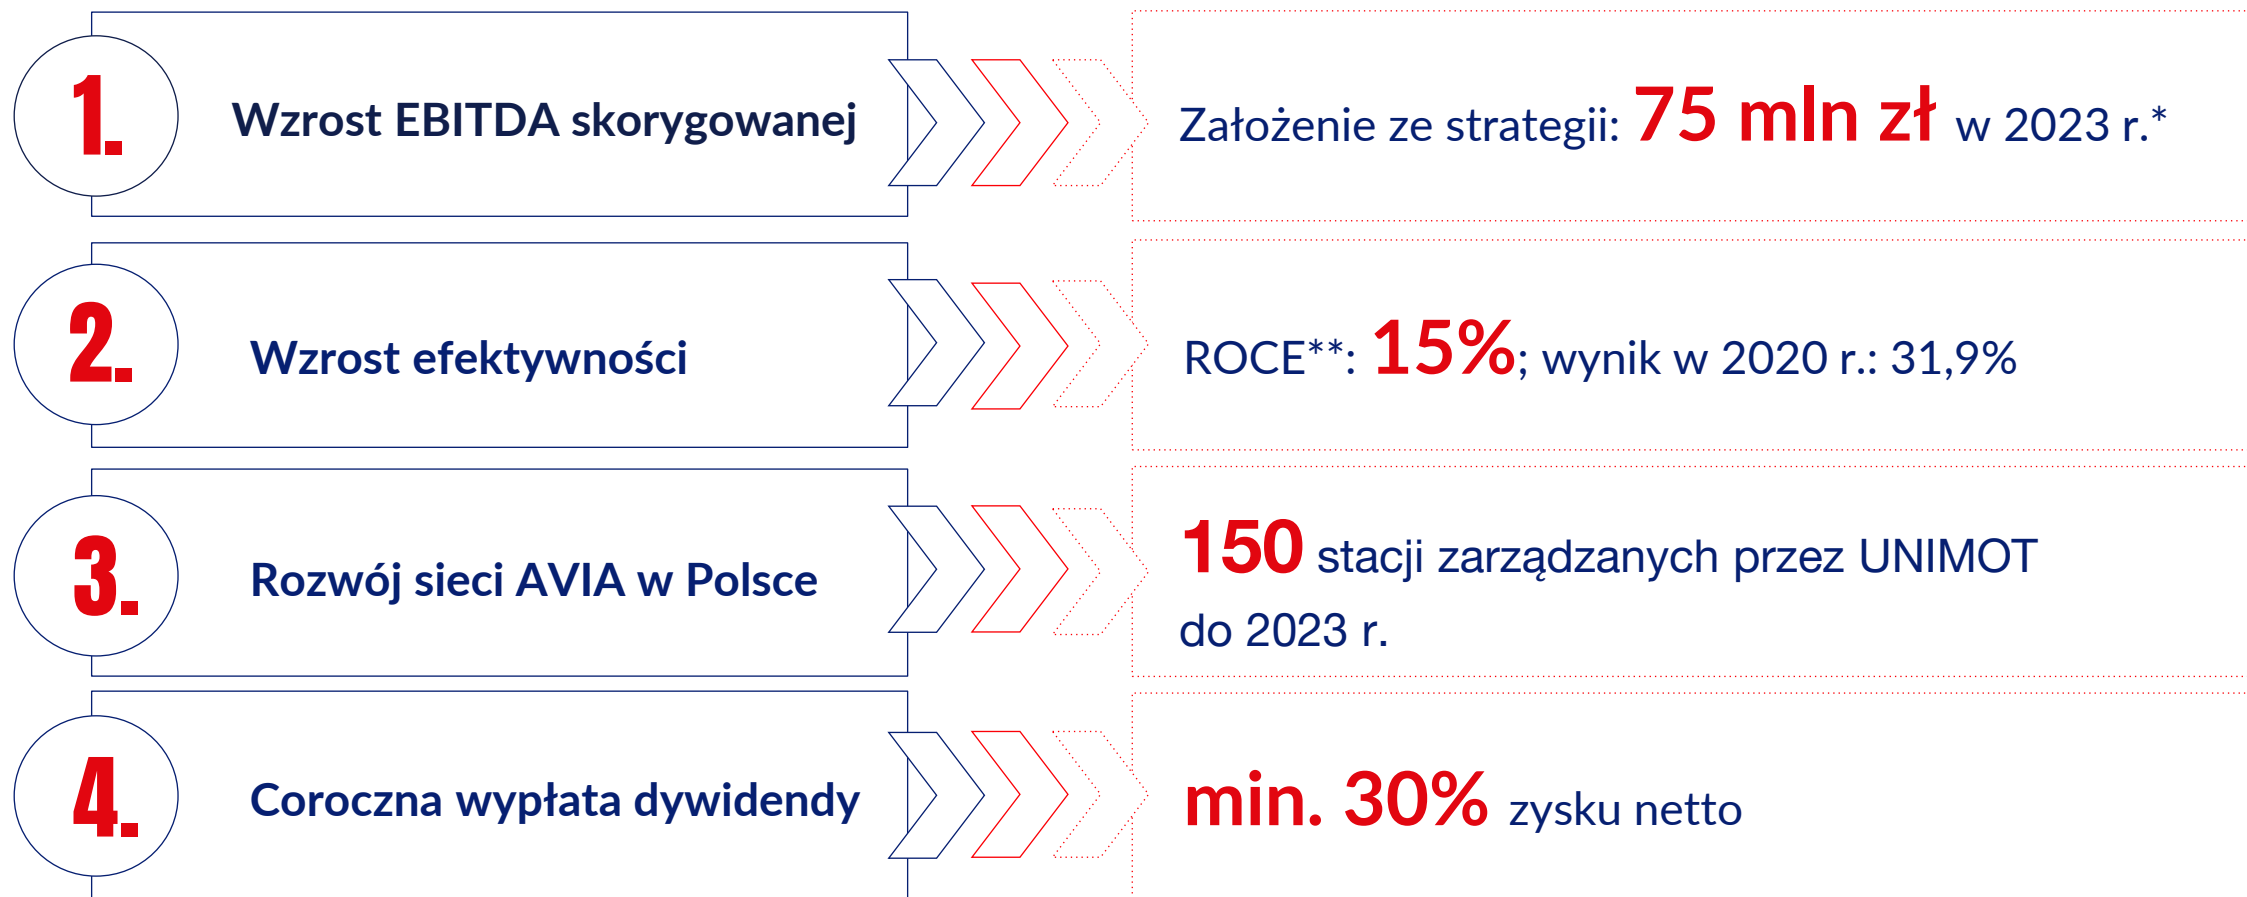 1.
Wzrost EBITDA skorygowanej
Założenie ze strategii: 75 mln zł w 2023 r.*
2.
Wzrost efektywności
ROCE**: 15%; wynik w 2020 r.: 31,9%
3.
Rozwój sieci AVIA w Polsce
150 stacji zarządzanych przez UNIMOT
do 2023 r.
4.
Coroczna wypłata dywidendy
min. 30% zysku netto